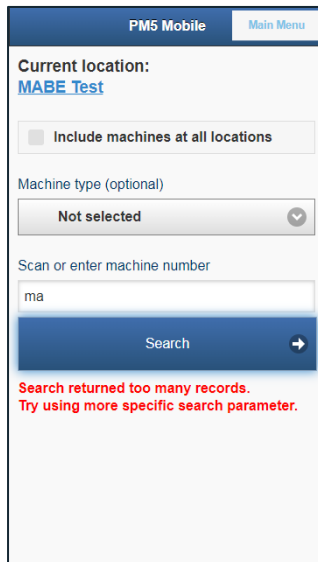 PM5 Mobile
Main Menu
Current location:
MABE Test
Include machines at all locations
Machine type (optional)
Not selected
Scan or enter machine number
ma
Search
Search returned too many records.
Try using more specific search parameter.